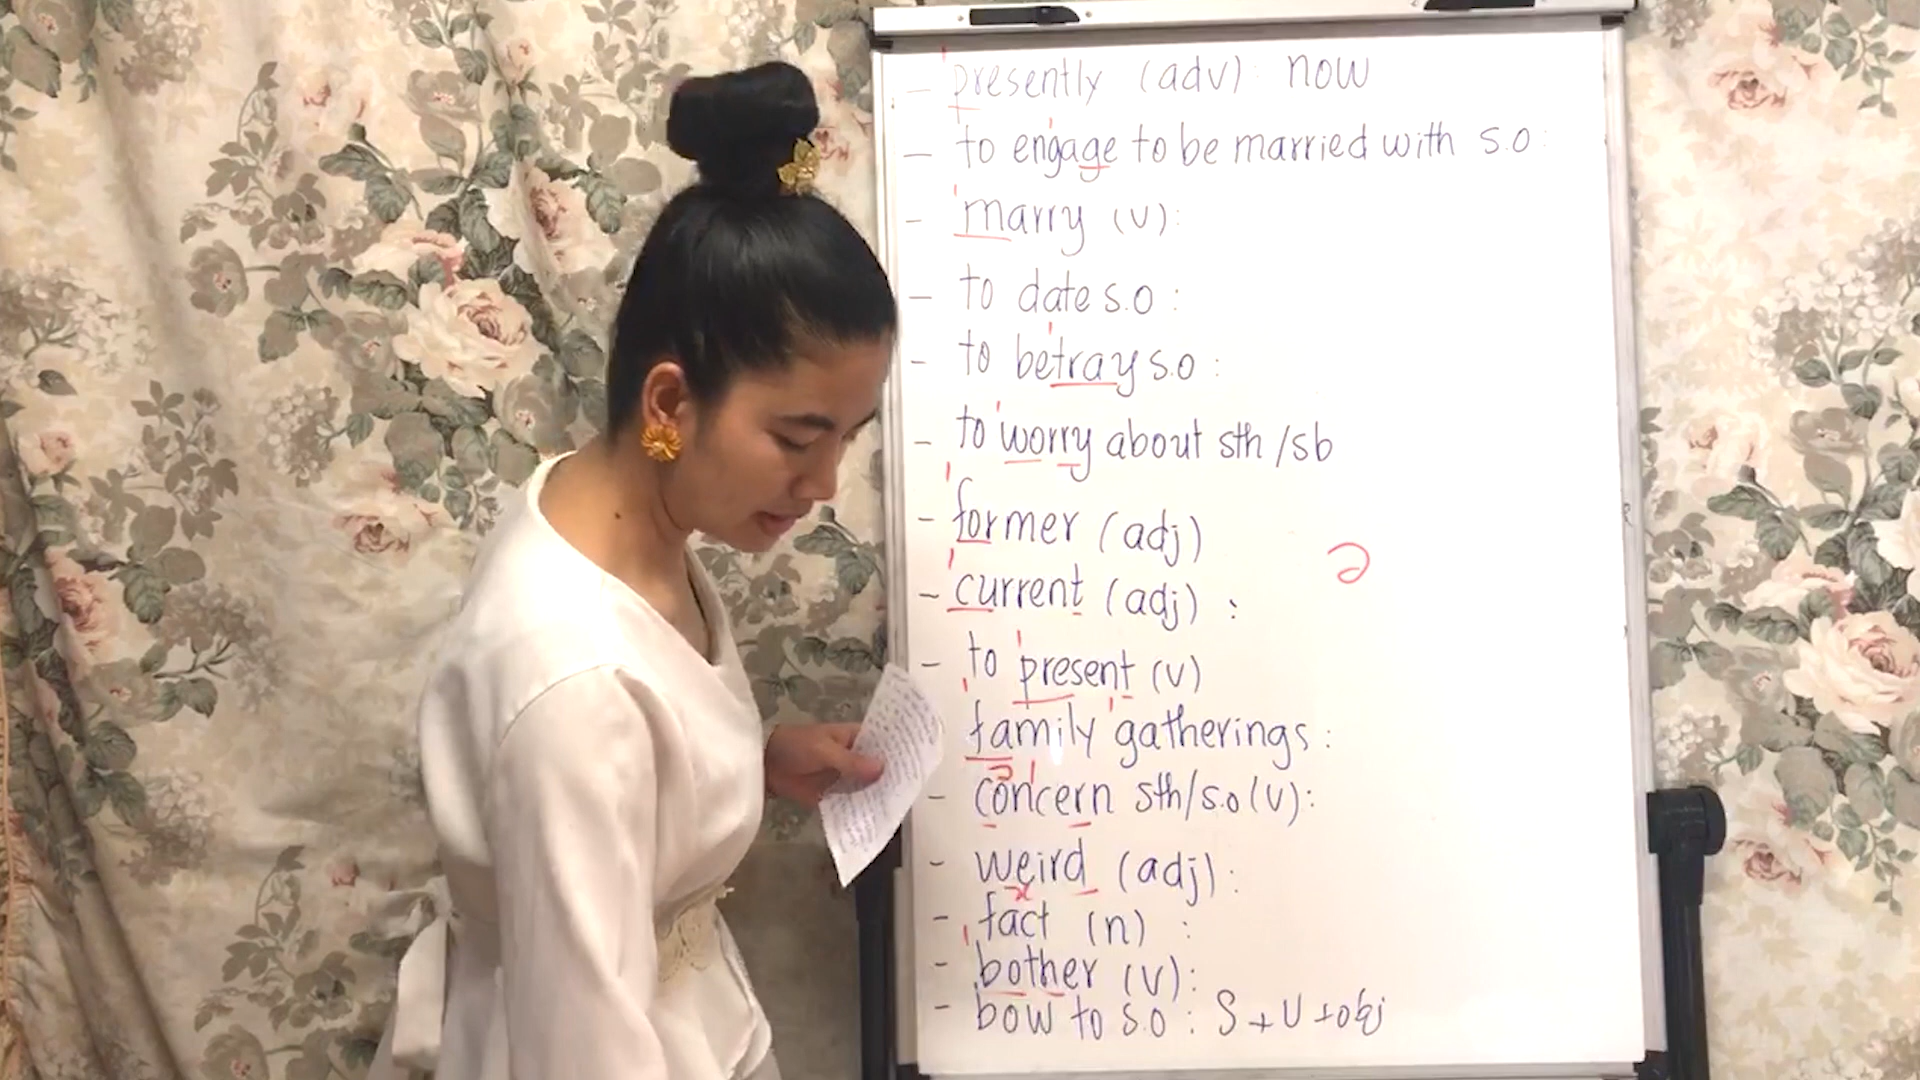 - presently (adv): now
- to engage to be married with s.o:
- marry (v):
- to date s.o :
- to betray s.o :
- to worry about sth/sb
- former (adj)
ə
- current (adj) :
- to present (v)
family gatherings :
- concern sth/s.o (v):
- weird (adj):
- fact (n) :
- bother (v):
- bow to s.o : S + V + obj